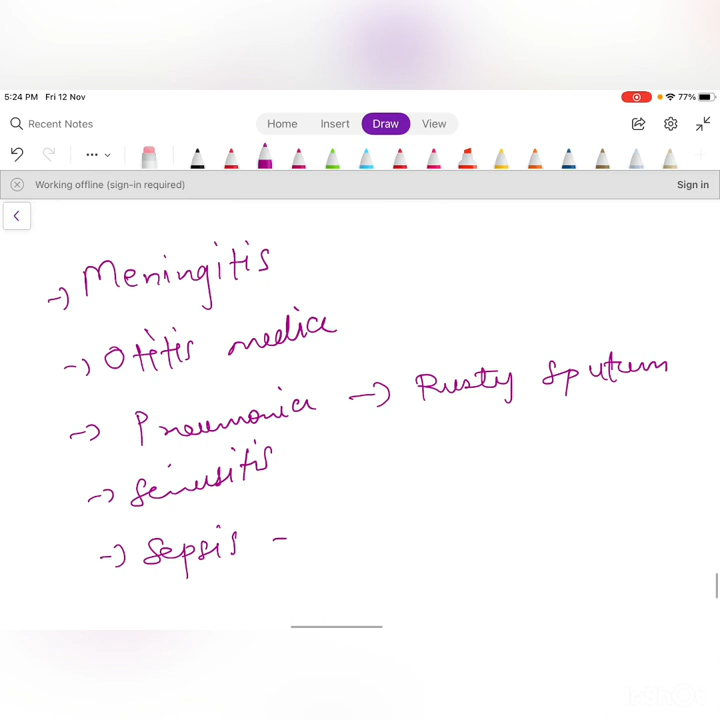 5:24 PM Fri 12 Nov 77%
Recent Notes Home Insert Draw View
Working offline (sign-in required) Sign in
-> Meningitis
-> Otitis media
-> Pneumonia -> Rusty Sputum
-> Sinusitis
-> Sepsis -